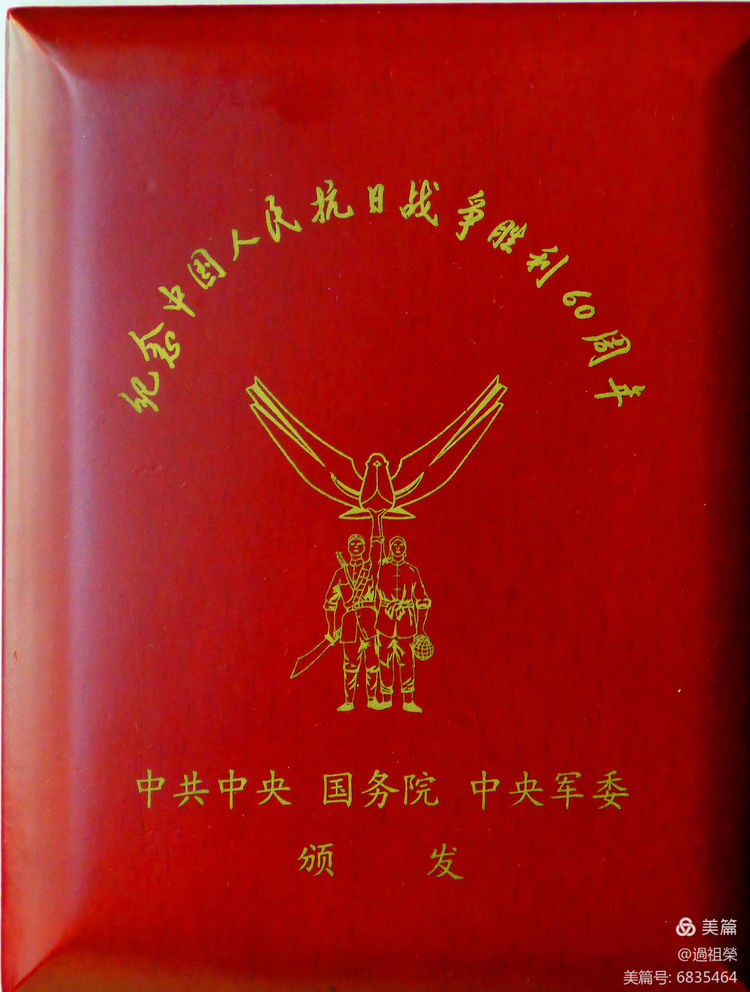 纪念中国人民抗日战争胜利60周年
中共中央 国务院 中央军委
颁 发
美篇
@過祖榮
美篇号: 6835464